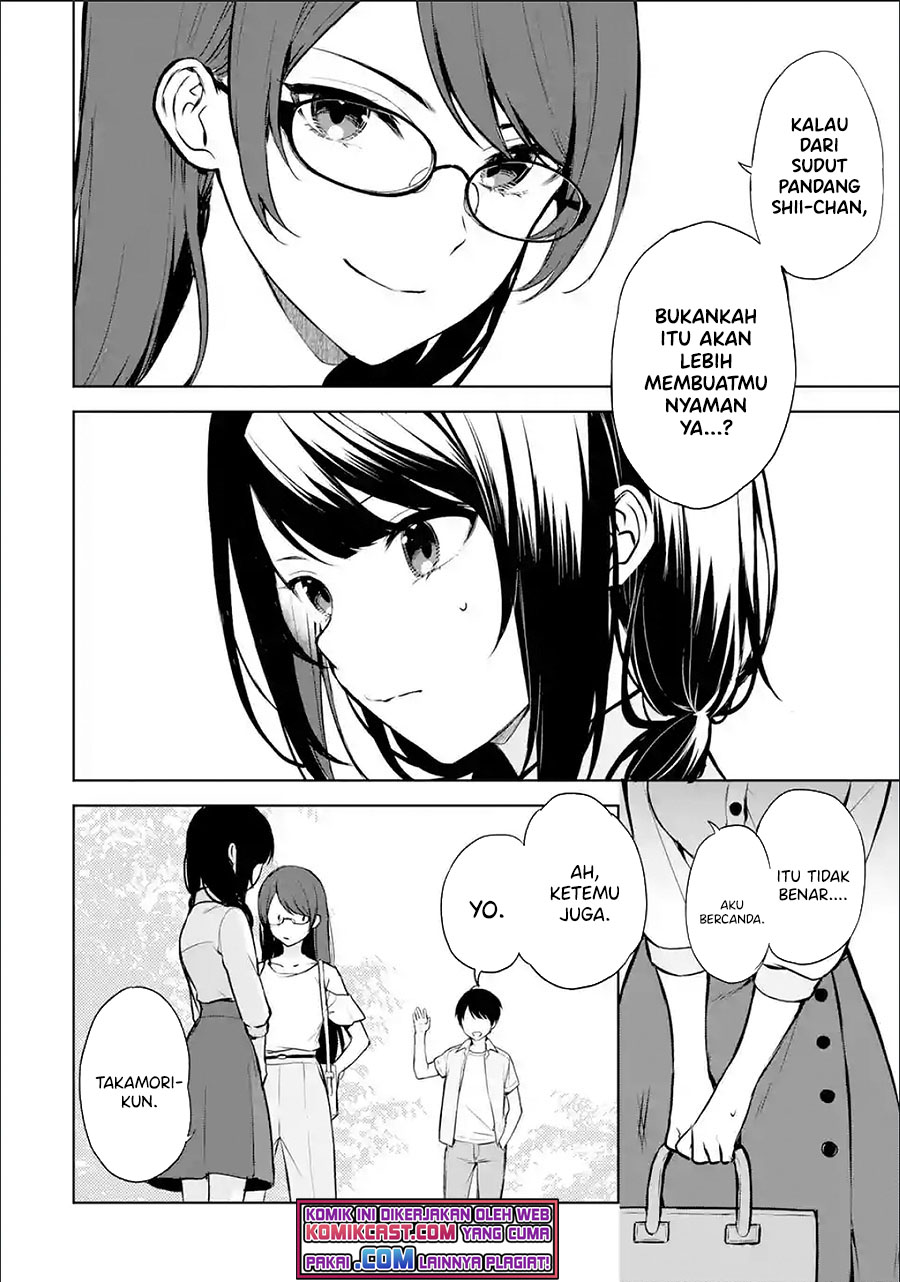 KALAU
DARI
SUDUT
PANDANG
SHII-CHAN,
BUKANKAH
ITU AKAN
LEBIH
MEMBUATMU
NYAMAN
YA...?
ITU TIDAK
BENAR....
AKU
BERCANDA.
AH,
KETEMU
JUGA.
YO.
TAKAMORI-
KUN.
KOMIK INI DIKERJAKAN OLEH WEB
KOMIKCAST.COM YANG CUMA
PAKAI .COM LAINNYA PLAGIAT!